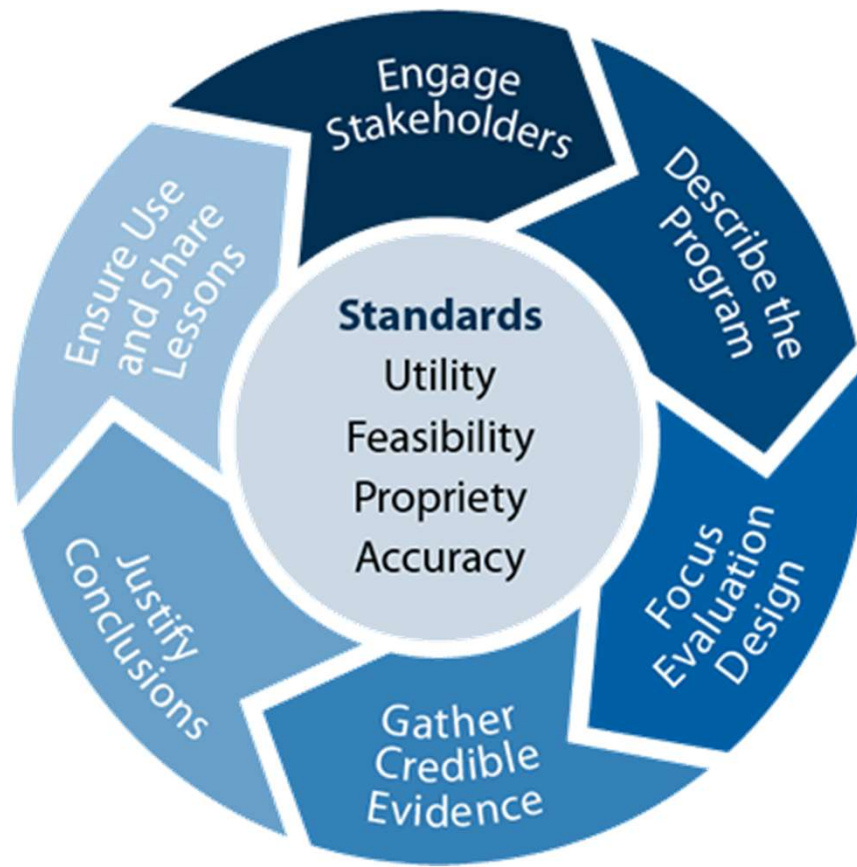 Engage
Stakeholders
Describe the
Program
Focus
Evaluation
Design
Gather
Credible
Evidence
Justify
Conclusions
Ensure Use
and Share
Lessons
Standards
Utility
Feasibility
Propriety
Accuracy